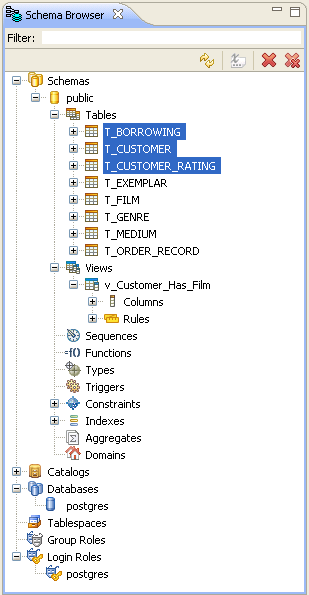 Schema Browser
Filter:
Schemas
public
Tables
T_BORROWING
T_CUSTOMER
T_CUSTOMER_RATING
T_EXEMPLAR
T_FILM
T_GENRE
T_MEDIUM
T_ORDER_RECORD
Views
v_Customer_Has_Film
Columns
Rules
Sequences
=f() Functions
Types
Triggers
Constraints
Indexes
Aggregates
Domains
Catalogs
Databases
postgres
Tablespaces
Group Roles
Login Roles
postgres